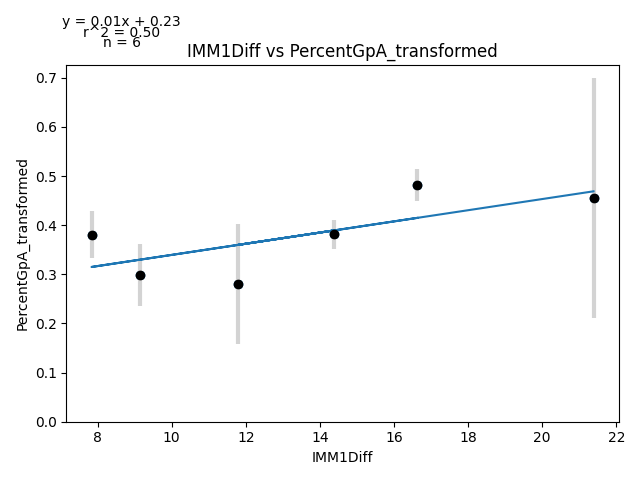 y = 0.01x + 0.23
r^2 = 0.50
n = 6
IMM1Diff vs PercentGpA_transformed
PercentGpA_transformed
0.7
0.6
0.5
0.4
0.3
0.2
0.1
0.0
8
10
12
14
16
18
20
22
IMM1Diff